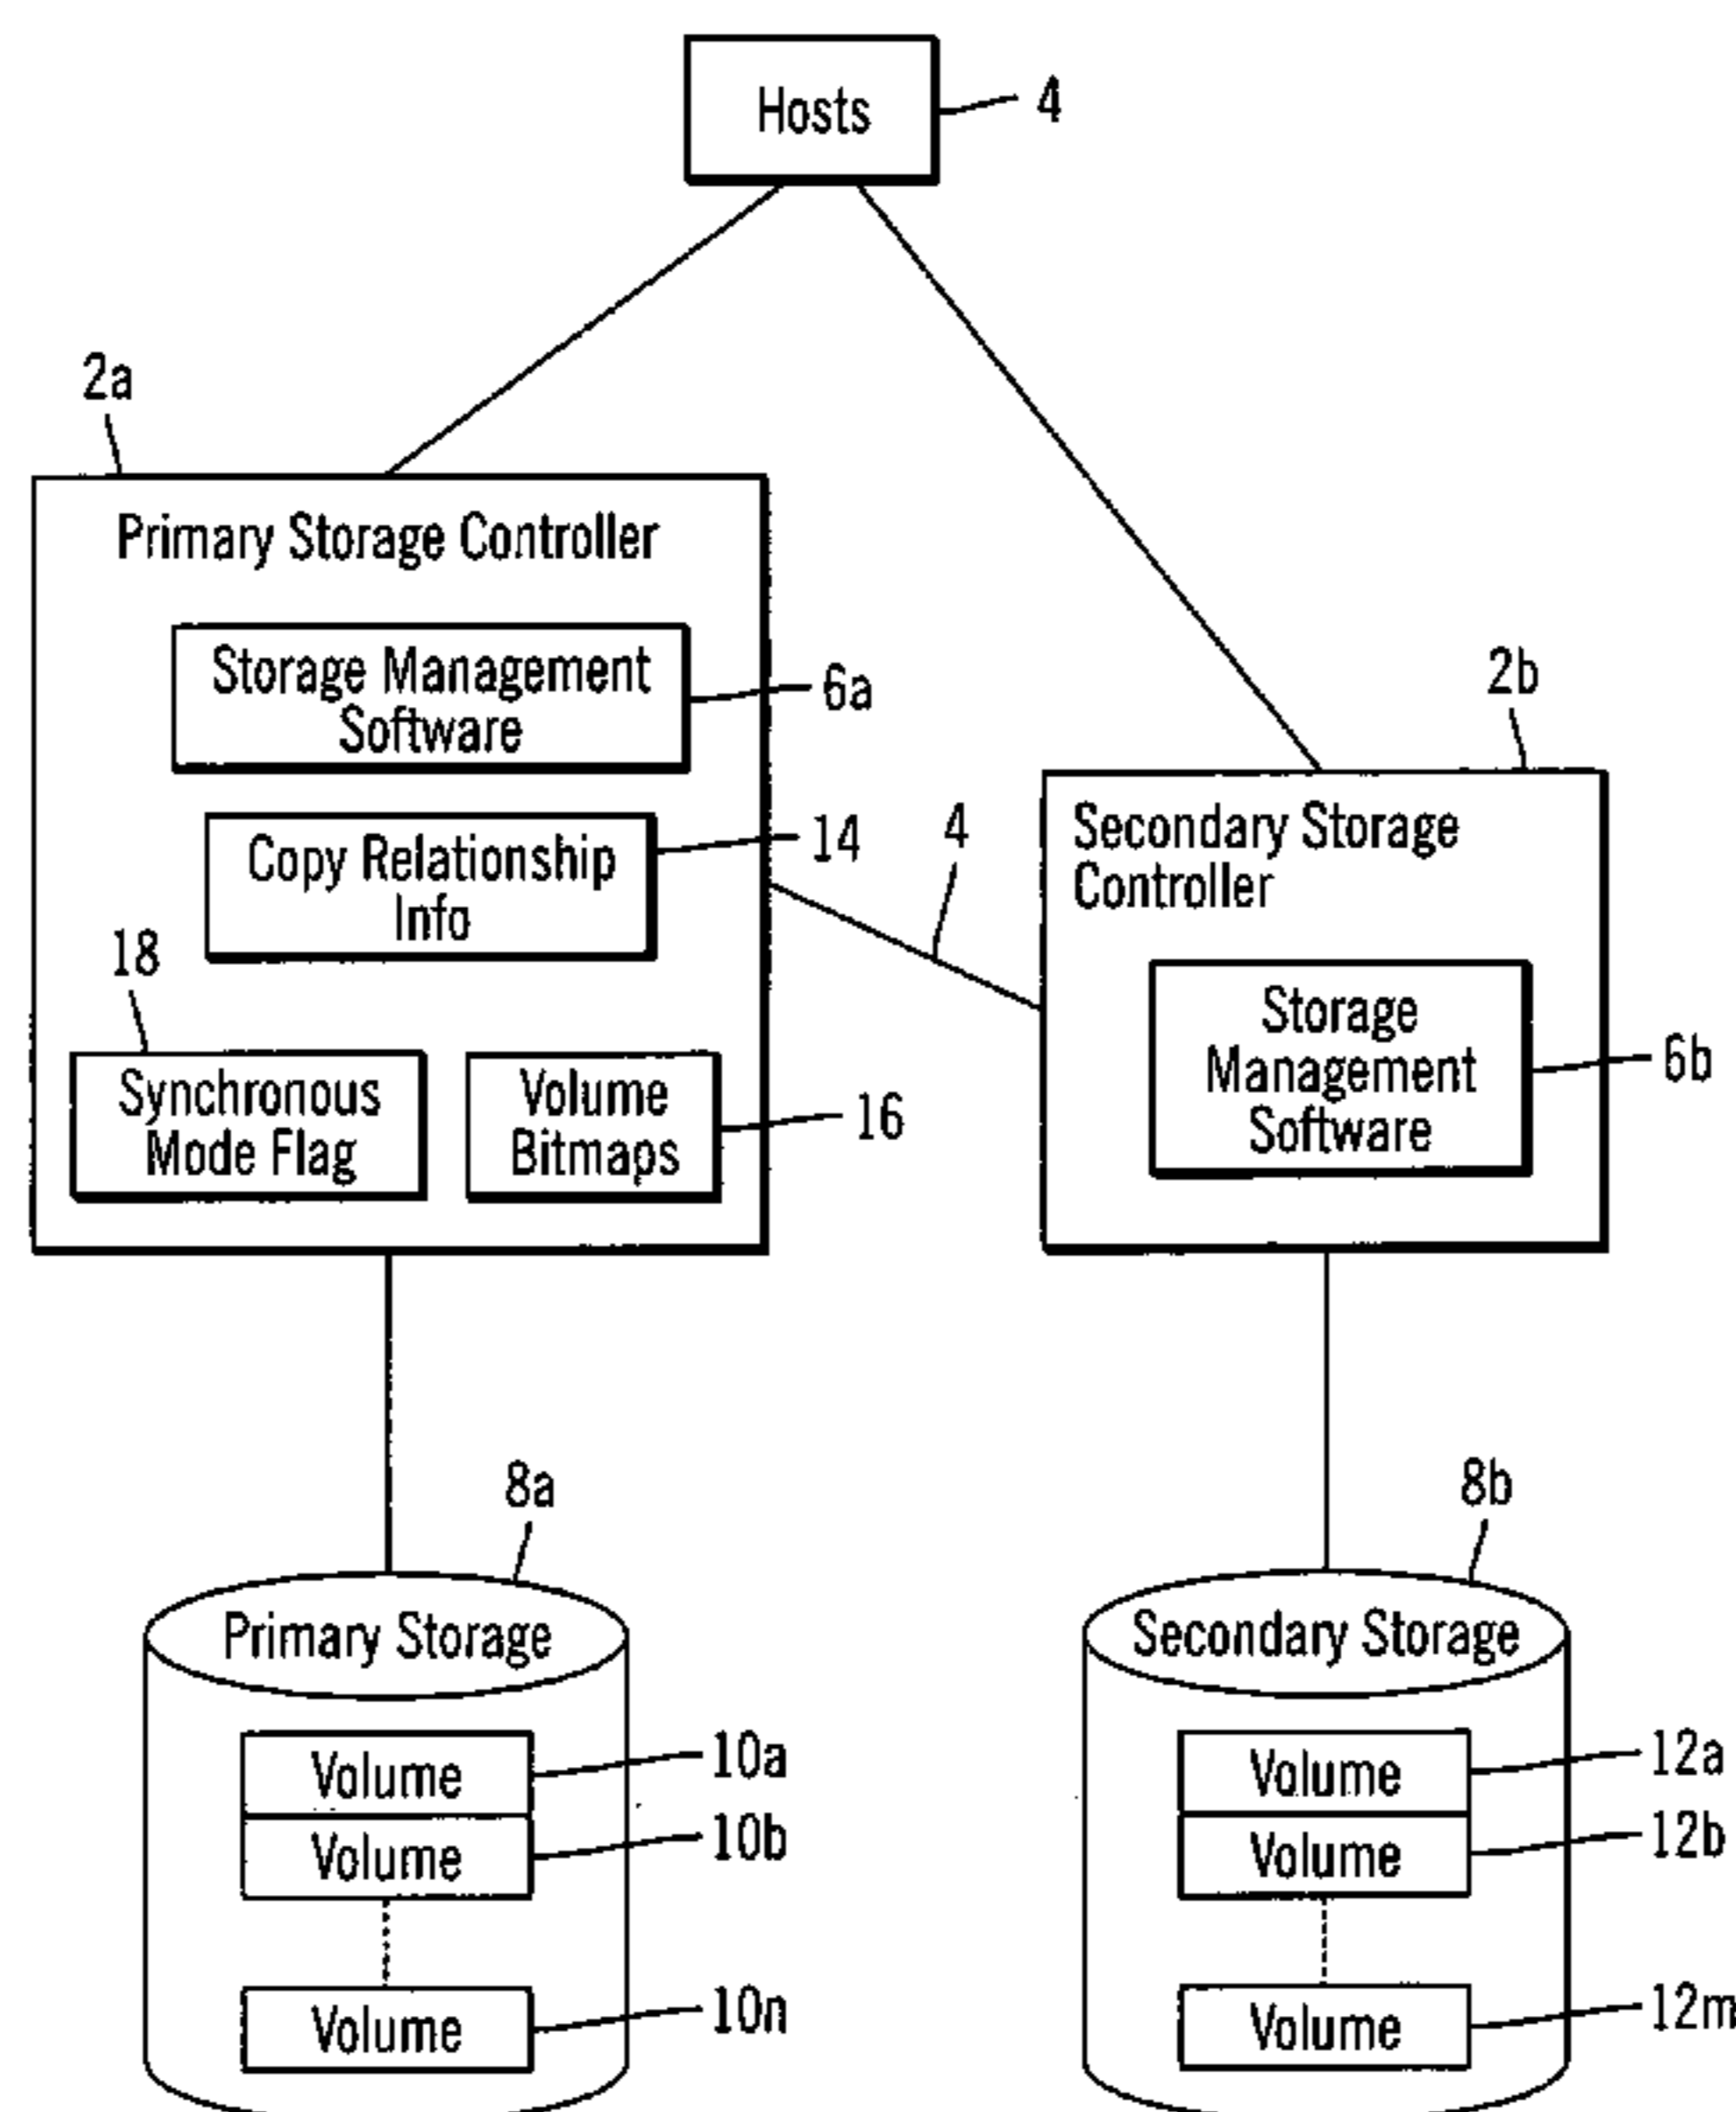 Hosts
4
2a
Primary Storage Controller
Storage Management
Software
6a
2b
Copy Relationship
Info
14
4
Secondary Storage
Controller
18
Synchronous
Mode Flag
Volume
Bitmaps
16
Storage
Management
Software
6b
8a
Primary Storage
Volume
10a
Volume
10b
Volume
10n
8b
Secondary Storage
Volume
12a
Volume
12b
Volume
12m